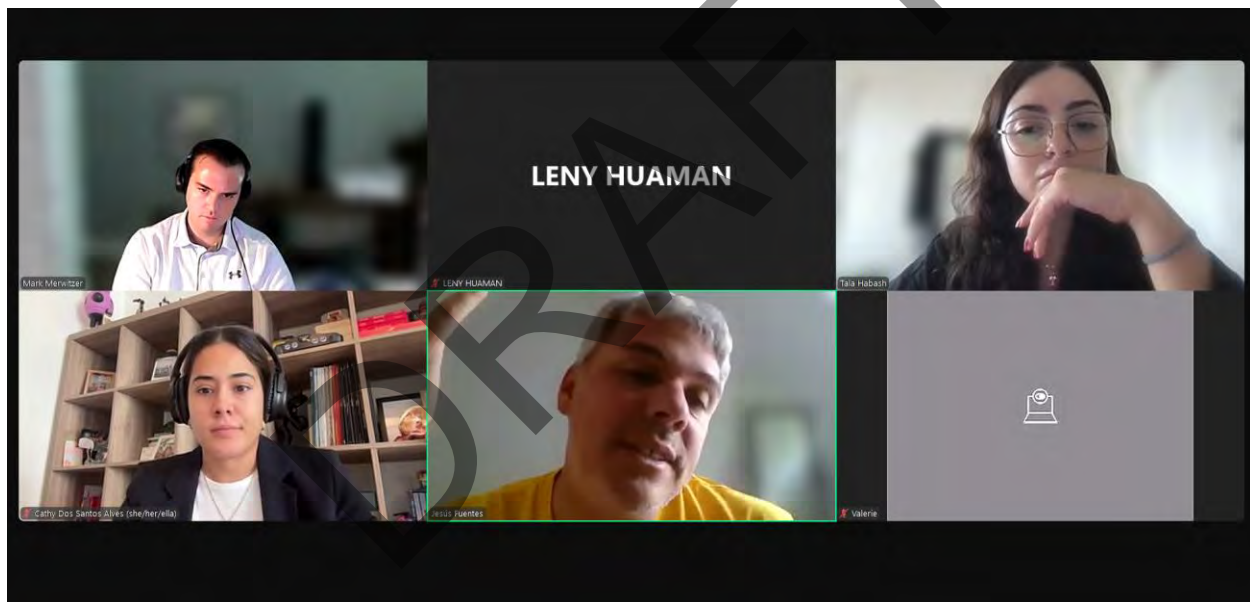 LENY HUAMAN
Mark Merwitzer
LENY HUAMAN
Tala Habash
Cathy Dos Santos Alves (she/her/ella)
Jesús Fuentes
Valerie
DRAFT